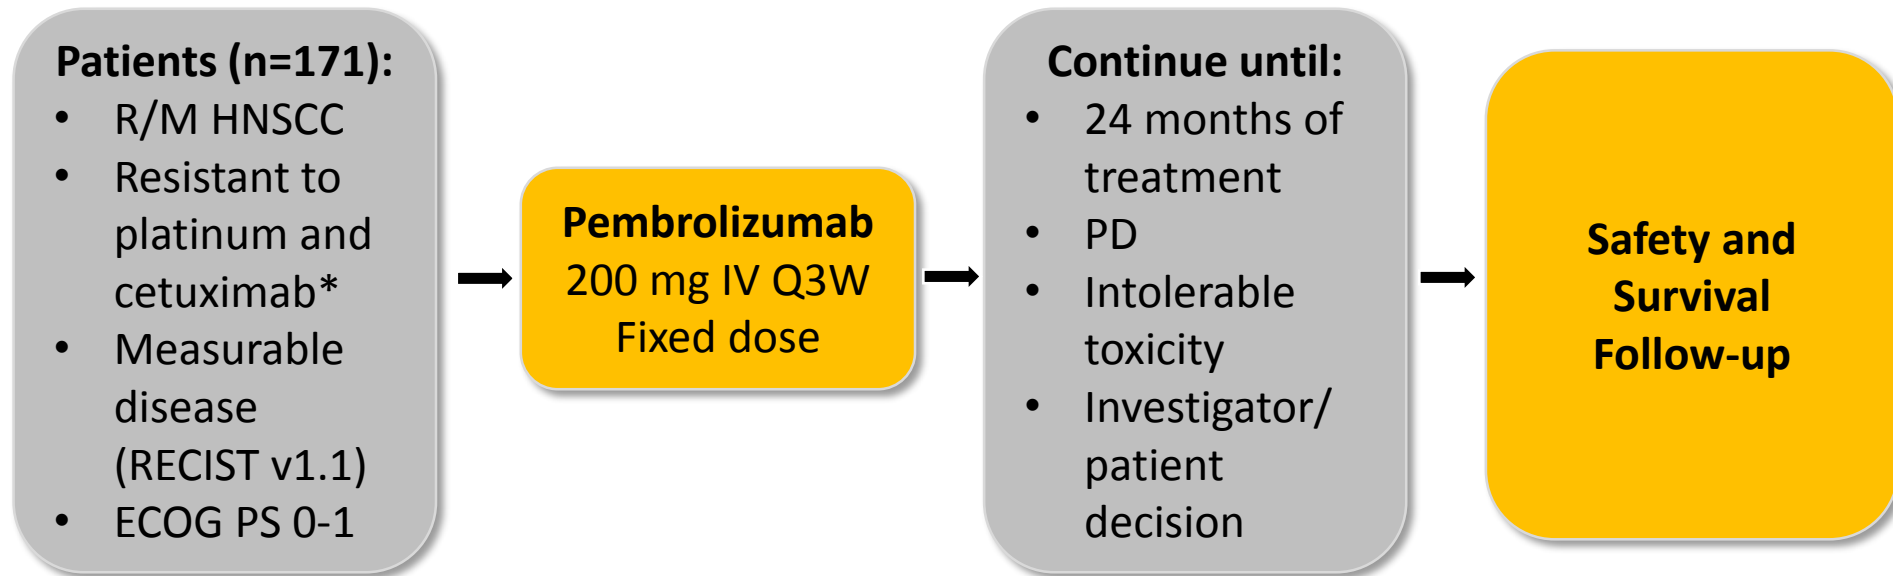 Patients (n=171):
• R/M HNSCC
• Resistant to
platinum and
cetuximab*
• Measurable
disease
(RECIST v1.1)
• ECOG PS 0-1
Pembrolizumab
200 mg IV Q3W
Fixed dose
Continue until:
• 24 months of
treatment
• PD
• Intolerable
toxicity
• Investigator/
patient
decision
Safety and
Survival
Follow-up